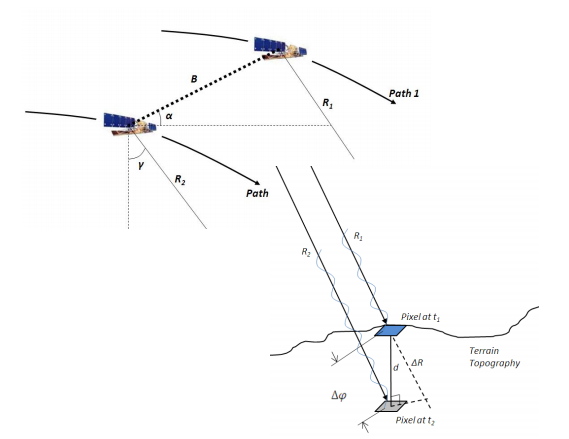 B
Path 1
R₁
α
γ
R₂
Path
R₁
R₂
Pixel at t₁
Terrain
Topography
d
ΔR
Δφ
Pixel at t₂